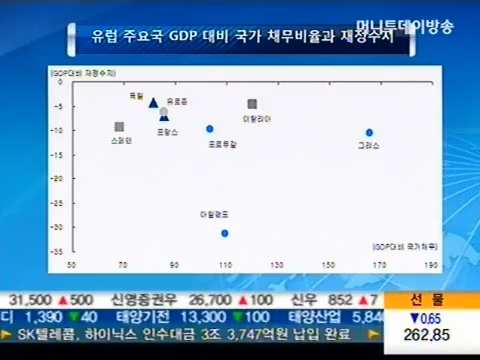 유럽 주요국 GDP 대비 국가 채무비율과 재정수지
머니투데이방송
(GDP대비 재정수지)
0
-5
-10
-15
-20
-25
-30
-35
독일
유로존
스페인
프랑스
포르투갈
이탈리아
그리스
아일랜드
(GDP대비 국가채무)
50 70 90 110 130 150 170 190
31,500 ▲500 신영증권우 26,700 ▲100 신우 852 ▲7
디 1,390 ▼40 태양기전 13,300 ▼100 태양산업 5,840
▶ SK텔레콤, 하이닉스 인수대금 3조 3,747억원 납입 완료 ▶
선 물
▽0.65
262.85